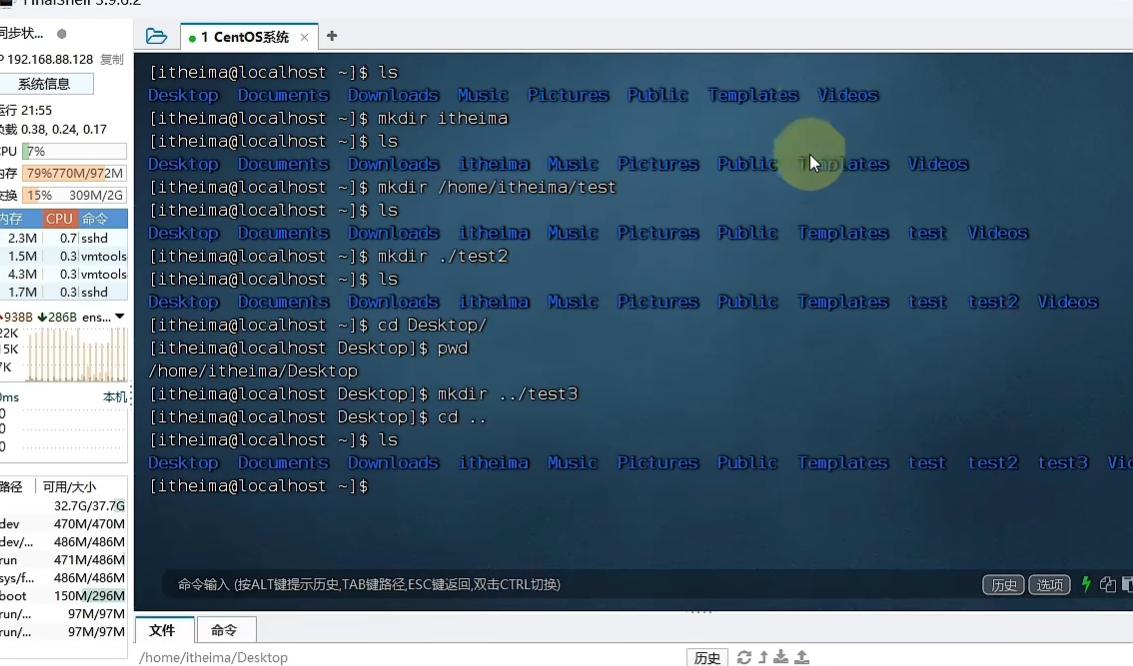 FinalShell 3.9.6.2
同步状...
1 CentOS系统
P 192.168.88.128 复制
系统信息
运行 21:55
负载 0.38, 0.24, 0.17
CPU 7%
内存 79% 770M/972M
交换 15% 309M/2G
内存 CPU 命令
2.3M 0.7 sshd
1.5M 0.3 vmtools
4.3M 0.3 vmtools
1.7M 0.3 sshd
938B 286B ens...
22K
15K
7K
0ms 本机
0
0
0
路径 可用/大小
32.7G/37.7G
dev 470M/470M
dev/... 486M/486M
run 471M/486M
sys/f... 486M/486M
boot 150M/296M
run/... 97M/97M
run/... 97M/97M
[itheima@localhost ~]$ ls
Desktop Documents Downloads Music Pictures Public Templates Videos
[itheima@localhost ~]$ mkdir itheima
[itheima@localhost ~]$ ls
Desktop Documents Downloads itheima Music Pictures Public Templates Videos
[itheima@localhost ~]$ mkdir /home/itheima/test
[itheima@localhost ~]$ ls
Desktop Documents Downloads itheima Music Pictures Public Templates test Videos
[itheima@localhost ~]$ mkdir ./test2
[itheima@localhost ~]$ ls
Desktop Documents Downloads itheima Music Pictures Public Templates test test2 Videos
[itheima@localhost ~]$ cd Desktop/
[itheima@localhost Desktop]$ pwd
/home/itheima/Desktop
[itheima@localhost Desktop]$ mkdir ../test3
[itheima@localhost Desktop]$ cd ..
[itheima@localhost ~]$ ls
Desktop Documents Downloads itheima Music Pictures Public Templates test test2 test3 Vi
[itheima@localhost ~]$
命令输入 (按ALT键提示历史,TAB键路径,ESC键返回,双击CTRL切换)
历史 选项
文件 命令
/home/itheima/Desktop 历史